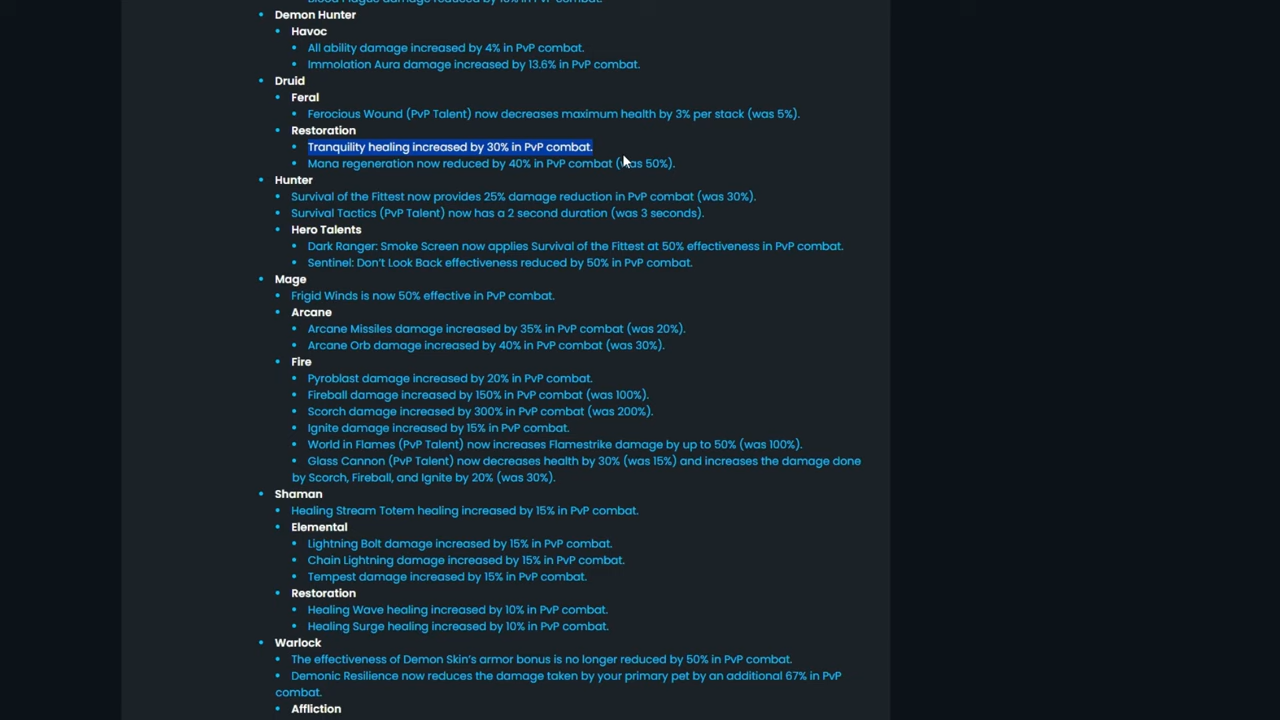 Blood Plague damage reduced by 10% in PvP combat.
Demon Hunter
Havoc
All ability damage increased by 4% in PvP combat.
Immolation Aura damage increased by 13.6% in PvP combat.
Druid
Feral
Ferocious Wound (PvP Talent) now decreases maximum health by 3% per stack (was 5%).
Restoration
Tranquility healing increased by 30% in PvP combat.
Mana regeneration now reduced by 40% in PvP combat (was 50%).
Hunter
Survival of the Fittest now provides 25% damage reduction in PvP combat (was 30%).
Survival Tactics (PvP Talent) now has a 2 second duration (was 3 seconds).
Hero Talents
Dark Ranger: Smoke Screen now applies Survival of the Fittest at 50% effectiveness in PvP combat.
Sentinel: Don't Look Back effectiveness reduced by 50% in PvP combat.
Mage
Frigid Winds is now 50% effective in PvP combat.
Arcane
Arcane Missiles damage increased by 35% in PvP combat (was 20%).
Arcane Orb damage increased by 40% in PvP combat (was 30%).
Fire
Pyroblast damage increased by 20% in PvP combat.
Fireball damage increased by 150% in PvP combat (was 100%).
Scorch damage increased by 300% in PvP combat (was 200%).
Ignite damage increased by 15% in PvP combat.
World in Flames (PvP Talent) now increases Flamestrike damage by up to 50% (was 100%).
Glass Cannon (PvP Talent) now decreases health by 30% (was 15%) and increases the damage done
by Scorch, Fireball, and Ignite by 20% (was 30%).
Shaman
Healing Stream Totem healing increased by 15% in PvP combat.
Elemental
Lightning Bolt damage increased by 15% in PvP combat.
Chain Lightning damage increased by 15% in PvP combat.
Tempest damage increased by 15% in PvP combat.
Restoration
Healing Wave healing increased by 10% in PvP combat.
Healing Surge healing increased by 10% in PvP combat.
Warlock
The effectiveness of Demon Skin's armor bonus is no longer reduced by 50% in PvP combat.
Demonic Resilience now reduces the damage taken by your primary pet by an additional 67% in PvP
combat.
Affliction